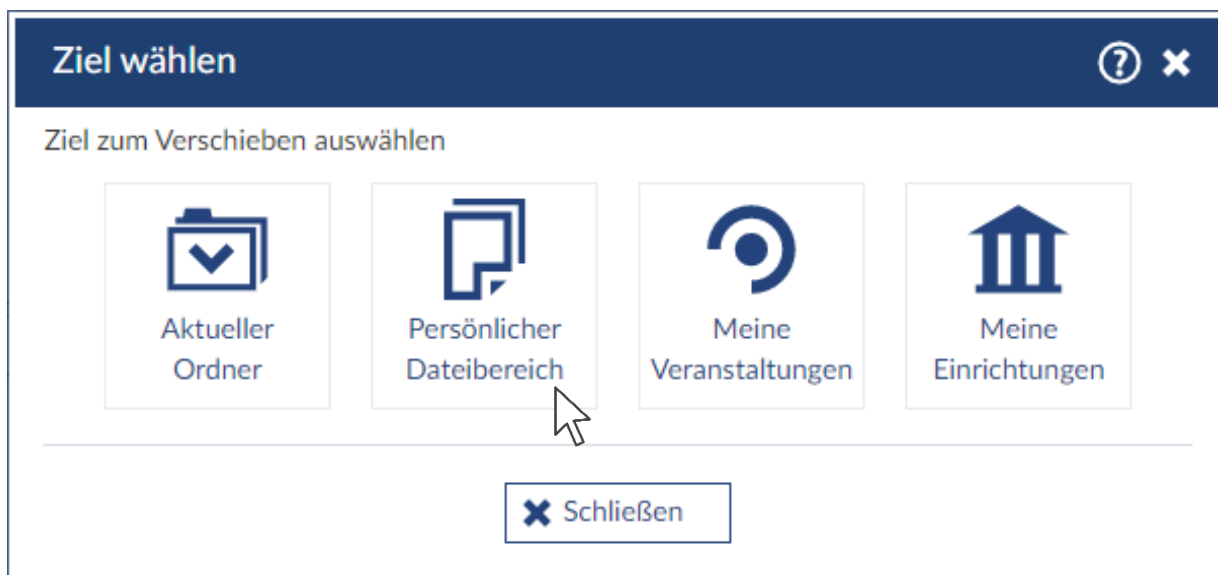 Ziel wählen
Ziel zum Verschieben auswählen
Aktueller
Ordner
Persönlicher
Dateibereich
Meine
Veranstaltungen
Meine
Einrichtungen
Schließen